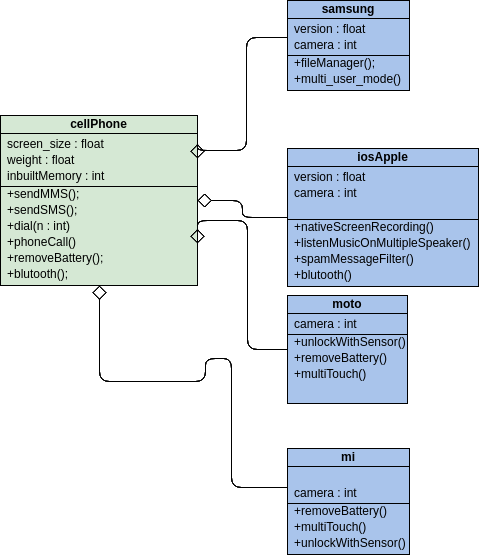 samsung
version : float
camera : int
+fileManager();
+multi_user_mode()
cellPhone
screen_size : float
weight : float
inbuiltMemory : int
+sendMMS();
+sendSMS();
+dial(n : int)
+phoneCall()
+removeBattery();
+blutooth();
iosApple
version : float
camera : int
+nativeScreenRecording()
+listenMusicOnMultipleSpeaker()
+spamMessageFilter()
+blutooth()
moto
camera : int
+unlockWithSensor()
+removeBattery()
+multiTouch()
mi
camera : int
+removeBattery()
+multiTouch()
+unlockWithSensor()